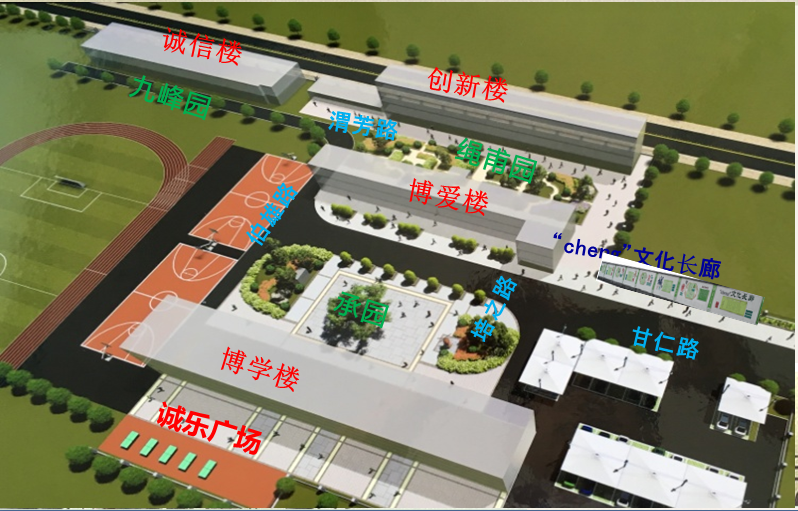 诚信楼
创新楼
九峰园
渭芳路
绳甫园
博爱楼
“cheng”文化长廊
承园
甘仁路
博学楼
诚乐广场